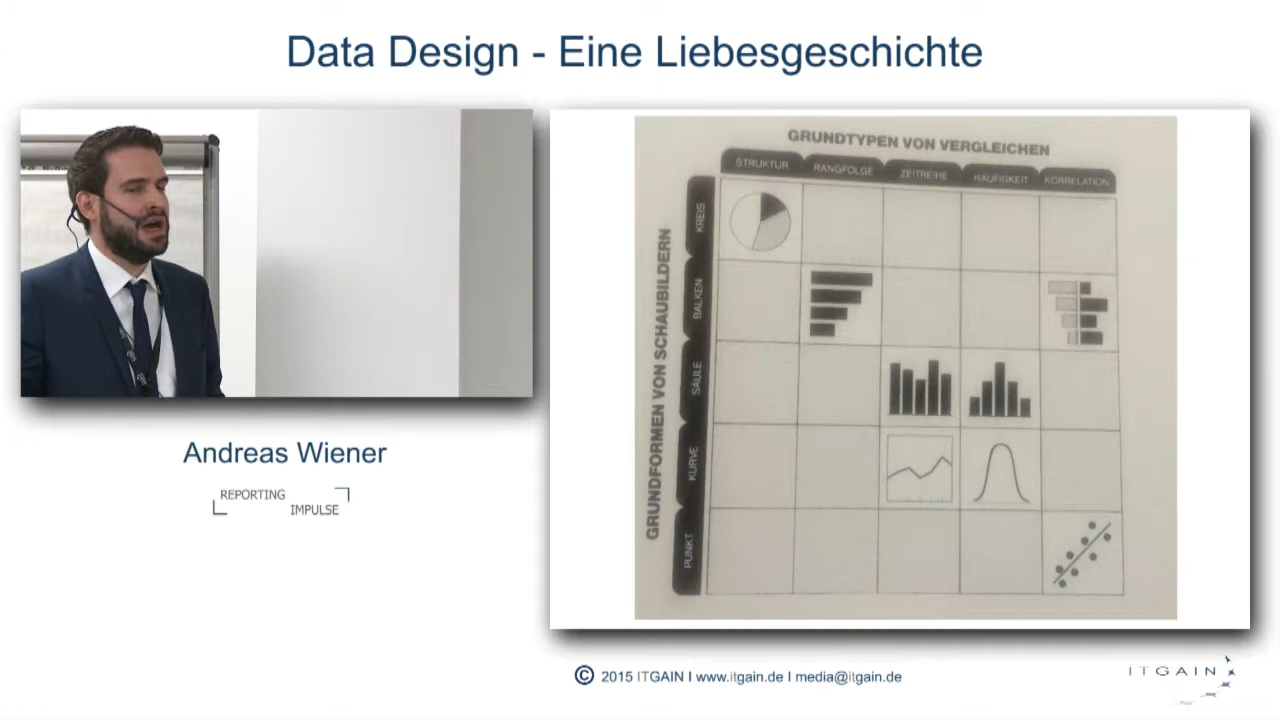 Data Design - Eine Liebesgeschichte
Andreas Wiener
REPORTING
IMPULSE
GRUNDTYPEN VON VERGLEICHEN
STRUKTUR
RANGFOLGE
ZEITREIHE
HÄUFIGKEIT
KORRELATION
GRUNDFORMEN VON SCHAUBILDERN
KREIS
BALKEN
SÄULE
KURVE
PUNKT
© 2015 ITGAIN I www.itgain.de I media@itgain.de
ITGAIN